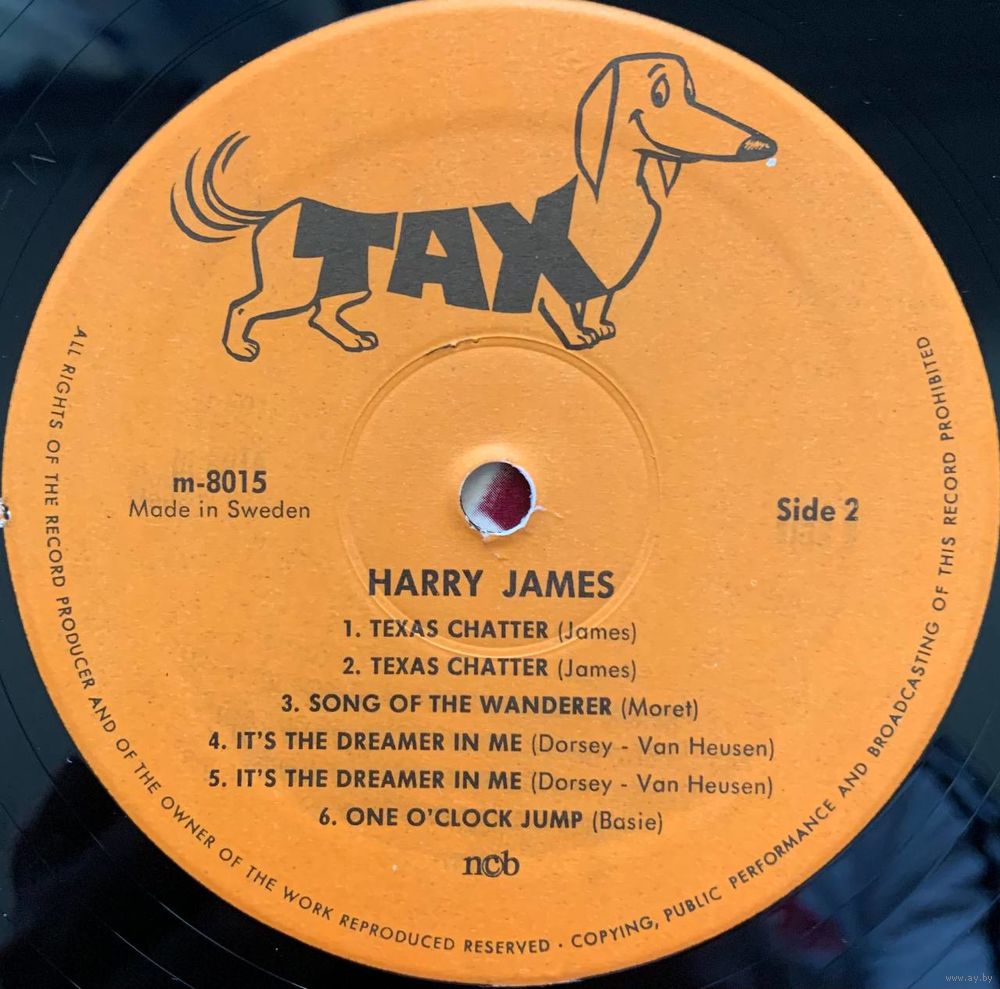 TAX
m-8015
Made in Sweden
Side 2
HARRY JAMES
1. TEXAS CHATTER (James)
2. TEXAS CHATTER (James)
3. SONG OF THE WANDERER (Moret)
4. IT'S THE DREAMER IN ME (Dorsey - Van Heusen)
5. IT'S THE DREAMER IN ME (Dorsey - Van Heusen)
6. ONE O'CLOCK JUMP (Basie)
ncb
ALL RIGHTS OF THE RECORD PRODUCER AND OF THE OWNER OF THE WORK REPRODUCED RESERVED · COPYING, PUBLIC PERFORMANCE AND BROADCASTING OF THIS RECORD PROHIBITED
www.ay.by